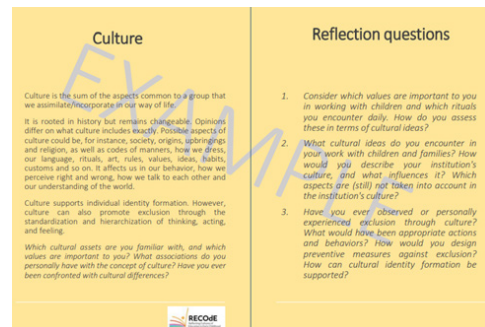 Culture
Culture is the sum of the aspects common to a group that
we assimilate/incorporate in our way of life.
It is rooted in history but remains changeable. Opinions
differ on what culture includes exactly. Possible aspects of
culture could be, for instance, society, origins, upbringings
and religion, as well as codes of manners, how we dress,
our language, rituals, art, rules, values, ideas, habits,
customs and so on. It affects us in our behavior, how we
perceive right and wrong, how we talk to each other and
our understanding of the world.
Culture supports individual identity formation. However,
culture can also promote exclusion through the
standardization and hierarchization of thinking, acting,
and feeling.
Which cultural assets are you familiar with, and which
values are important to you? What associations do you
personally have with the concept of culture? Have you ever
been confronted with cultural differences?
RECOdE
Reflection questions
1. Consider which values are important to you
in working with children and which rituals
you encounter daily. How do you assess
these in terms of cultural ideas?
2. What cultural ideas do you encounter in
your work with children and families? How
would you describe your institution's
culture, and what influences it? Which
aspects are (still) not taken into account in
the institution's culture?
3. Have you ever observed or personally
experienced exclusion through culture?
What would have been appropriate actions
and behaviors? How would you design
preventive measures against exclusion?
How can cultural identity formation be
supported?
EXAMPLE